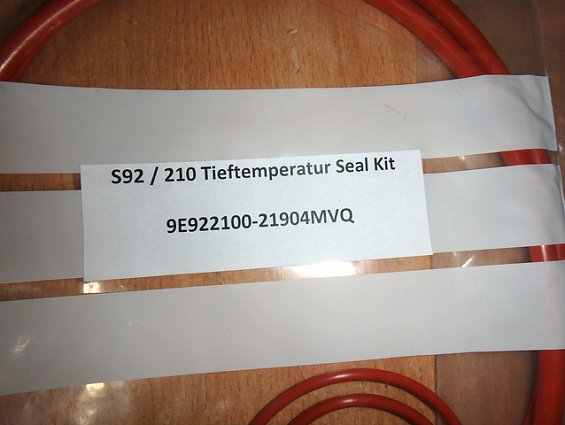 S92 / 210 Tieftemperatur Seal Kit
9E922100-21904MVQ